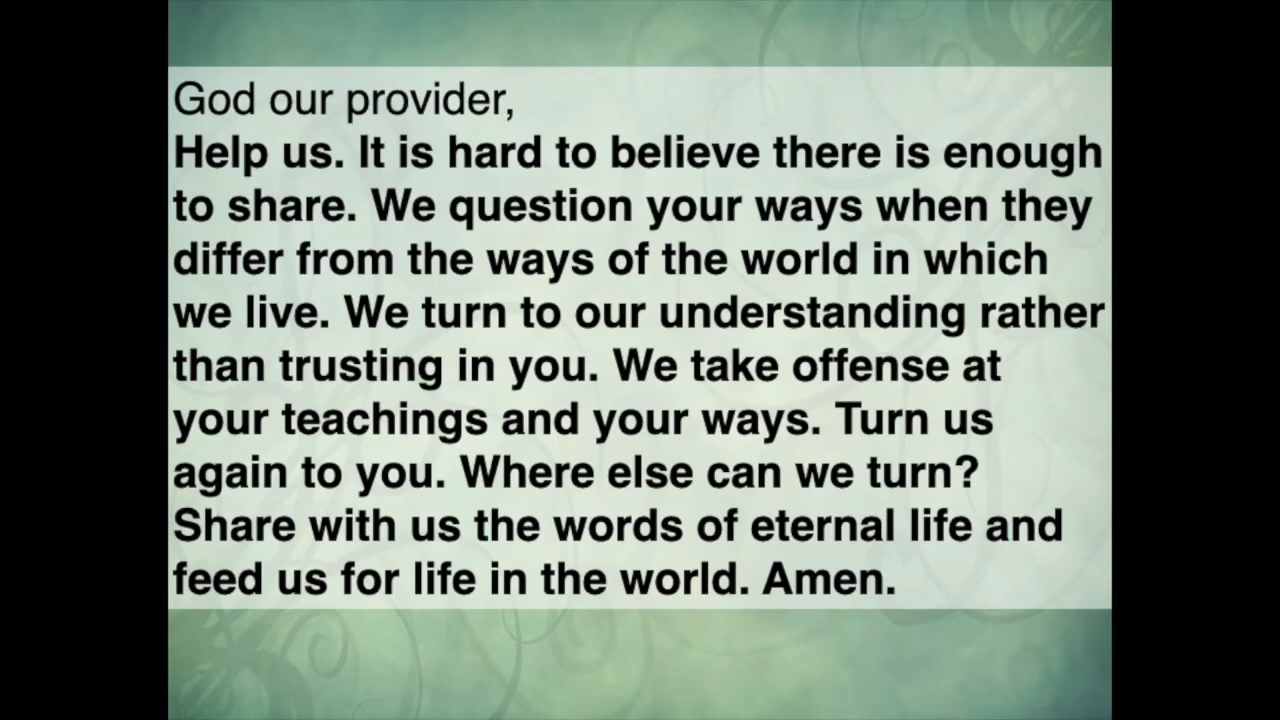 God our provider,
Help us. It is hard to believe there is enough
to share. We question your ways when they
differ from the ways of the world in which
we live. We turn to our understanding rather
than trusting in you. We take offense at
your teachings and your ways. Turn us
again to you. Where else can we turn?
Share with us the words of eternal life and
feed us for life in the world. Amen.